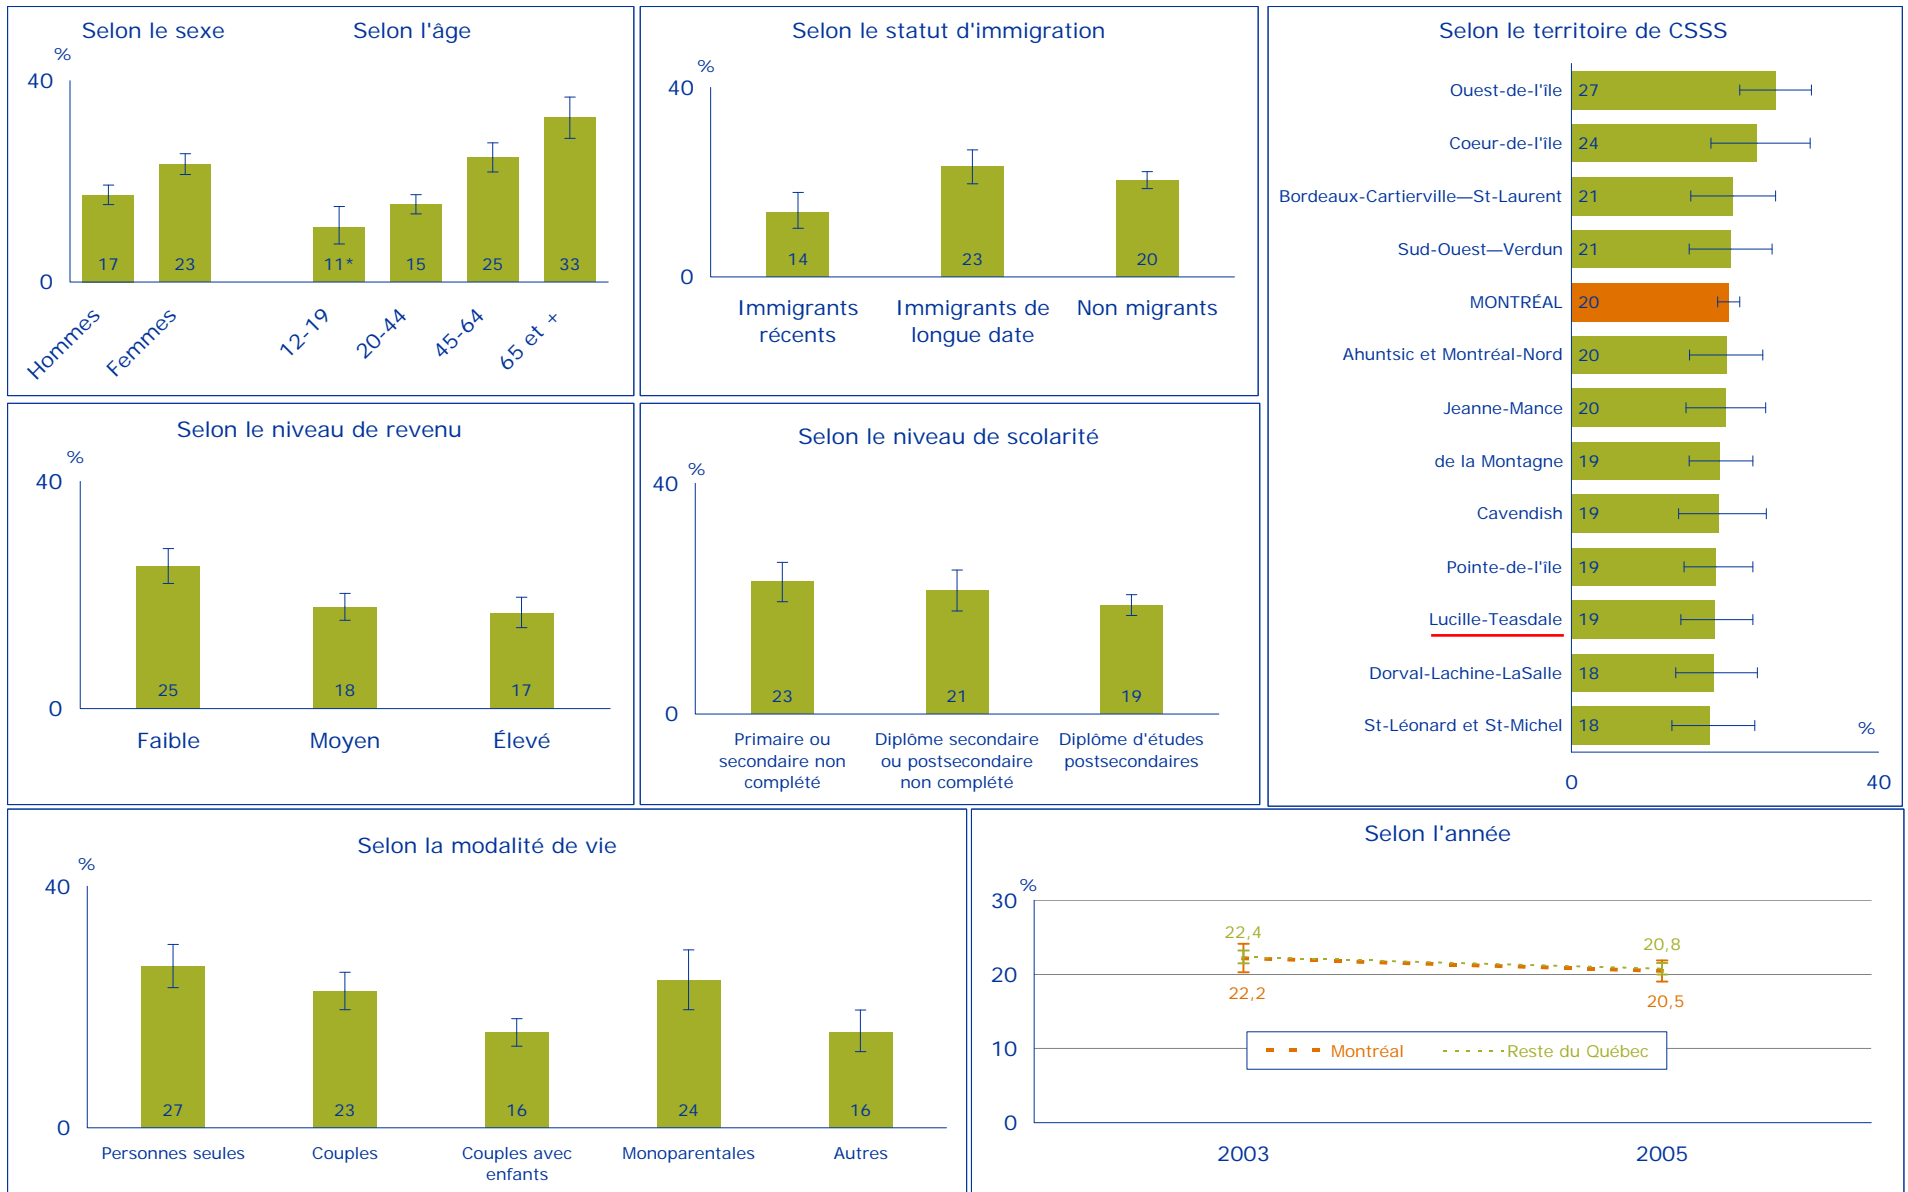 Selon le sexe
Selon l'âge
%
40
0
17
23
11*
15
25
33
Hommes
Femmes
12-19
20-44
45-64
65 et +
Selon le statut d'immigration
%
40
0
14
23
20
Immigrants
récents
Immigrants de
longue date
Non migrants
Selon le territoire de CSSS
Ouest-de-l'île
27
Coeur-de-l'île
24
Bordeaux-Cartierville—St-Laurent
21
Sud-Ouest—Verdun
21
MONTRÉAL
20
Ahuntsic et Montréal-Nord
20
Jeanne-Mance
20
de la Montagne
19
Cavendish
19
Pointe-de-l'île
19
Lucille-Teasdale
19
Dorval-Lachine-LaSalle
18
St-Léonard et St-Michel
18
%
0
40
Selon le niveau de revenu
%
40
0
25
18
17
Faible
Moyen
Élevé
Selon le niveau de scolarité
%
40
0
23
21
19
Primaire ou
secondaire non
complété
Diplôme secondaire
ou postsecondaire
non complété
Diplôme d'études
postsecondaires
Selon la modalité de vie
%
40
0
27
23
16
24
16
Personnes seules
Couples
Couples avec
enfants
Monoparentales
Autres
Selon l'année
%
30
20
10
0
22,4
22,2
20,8
20,5
Montréal
Reste du Québec
2003
2005